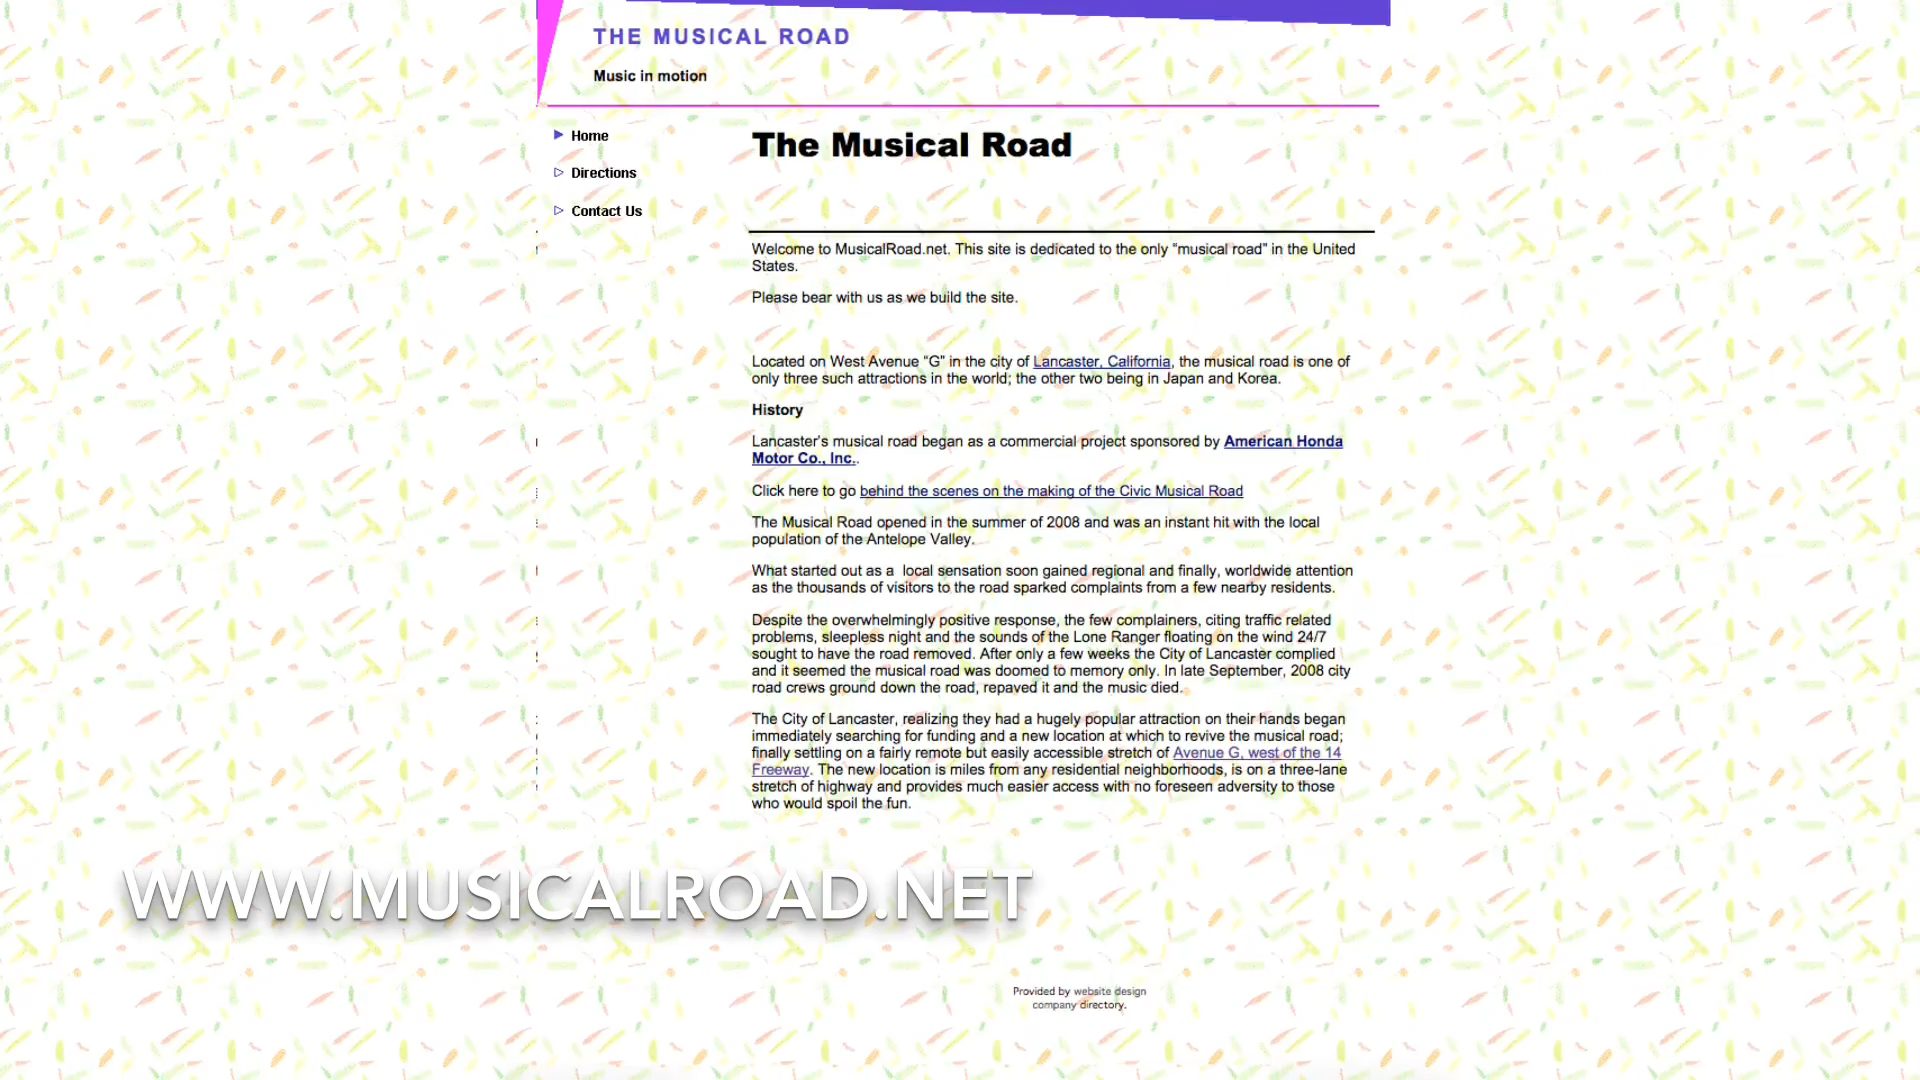 THE MUSICAL ROAD
Music in motion
Home
Directions
Contact Us
The Musical Road
Welcome to MusicalRoad.net. This site is dedicated to the only “musical road” in the United
States.
Please bear with us as we build the site.
Located on West Avenue “G” in the city of Lancaster, California, the musical road is one of
only three such attractions in the world; the other two being in Japan and Korea.
History
Lancaster’s musical road began as a commercial project sponsored by American Honda
Motor Co., Inc..
Click here to go behind the scenes on the making of the Civic Musical Road
The Musical Road opened in the summer of 2008 and was an instant hit with the local
population of the Antelope Valley.
What started out as a  local sensation soon gained regional and finally, worldwide attention
as the thousands of visitors to the road sparked complaints from a few nearby residents.
Despite the overwhelmingly positive response, the few complainers, citing traffic related
problems, sleepless night and the sounds of the Lone Ranger floating on the wind 24/7
sought to have the road removed. After only a few weeks the City of Lancaster complied
and it seemed the musical road was doomed to memory only. In late September, 2008 city
road crews ground down the road, repaved it and the music died.
The City of Lancaster, realizing they had a hugely popular attraction on their hands began
immediately searching for funding and a new location at which to revive the musical road;
finally settling on a fairly remote but easily accessible stretch of Avenue G, west of the 14
Freeway. The new location is miles from any residential neighborhoods, is on a three-lane
stretch of highway and provides much easier access with no foreseen adversity to those
who would spoil the fun.
WWW.MUSICALROAD.NET
Provided by website design
company directory.